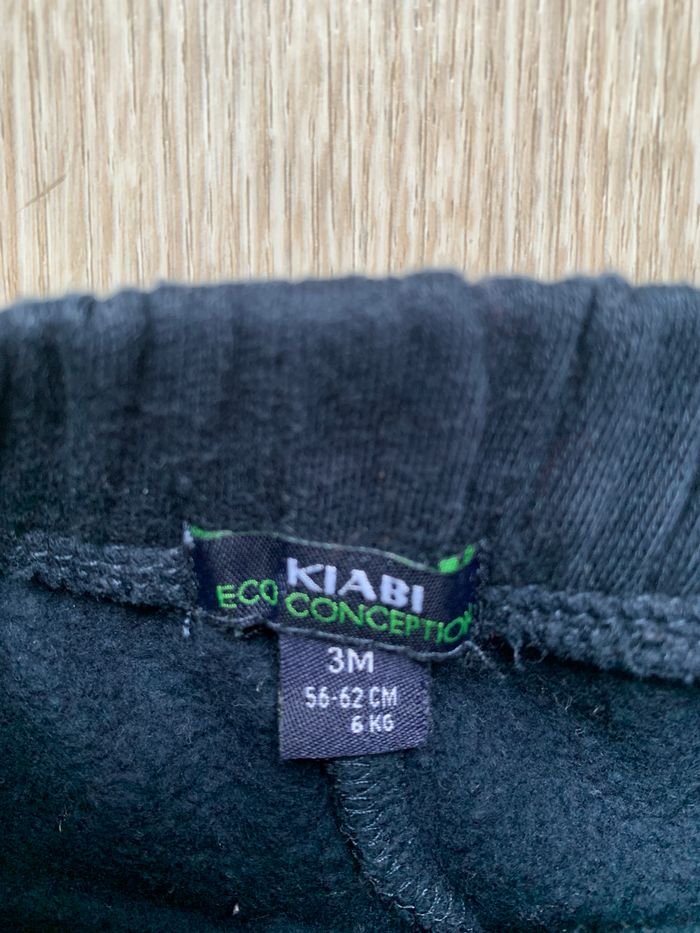 KIABI
ECO CONCEPTION
3M
56-62 CM
6 KG